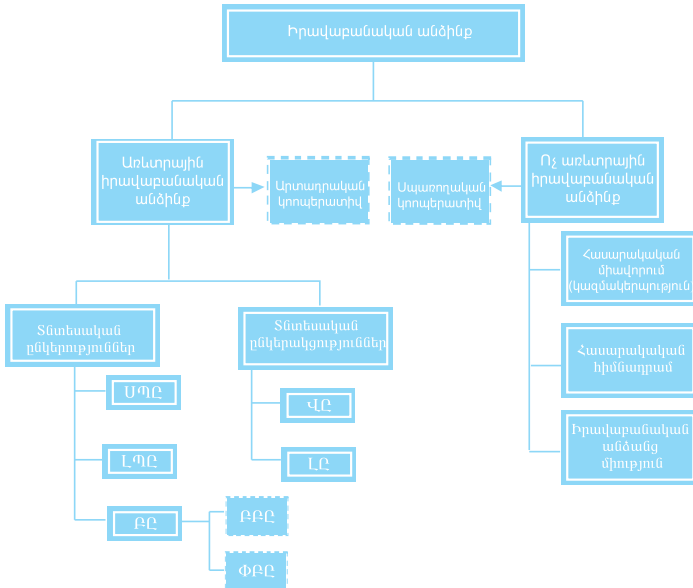 Իրավաբանական անձինք
Առևտրային
իրավաբանական
անձինք
Արտադրական
կոոպերատիվ
Սպառողական
կոոպերատիվ
Ոչ առևտրային
իրավաբանական
անձինք
Հասարակական
միավորում
(կազմակերպություն)
Տնտեսական
ընկերություններ
Տնտեսական
ընկերակցություններ
Հասարակական
հիմնադրամ
ՍՊԸ
ՎԸ
Իրավաբանական
անձանց
միություն
ԼՊԸ
ԼԸ
ԲԸ
ԲԲԸ
ՓԲԸ